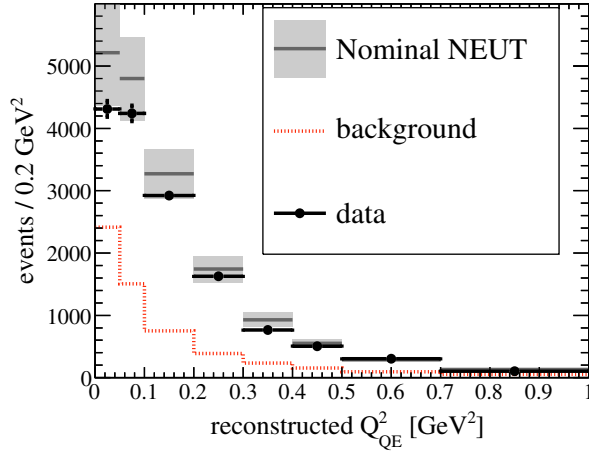 Nominal NEUT
background
data
events / 0.2 GeV²
5000
4000
3000
2000
1000
0
0 0.1 0.2 0.3 0.4 0.5 0.6 0.7 0.8 0.9 1
reconstructed Q²_QE [GeV²]